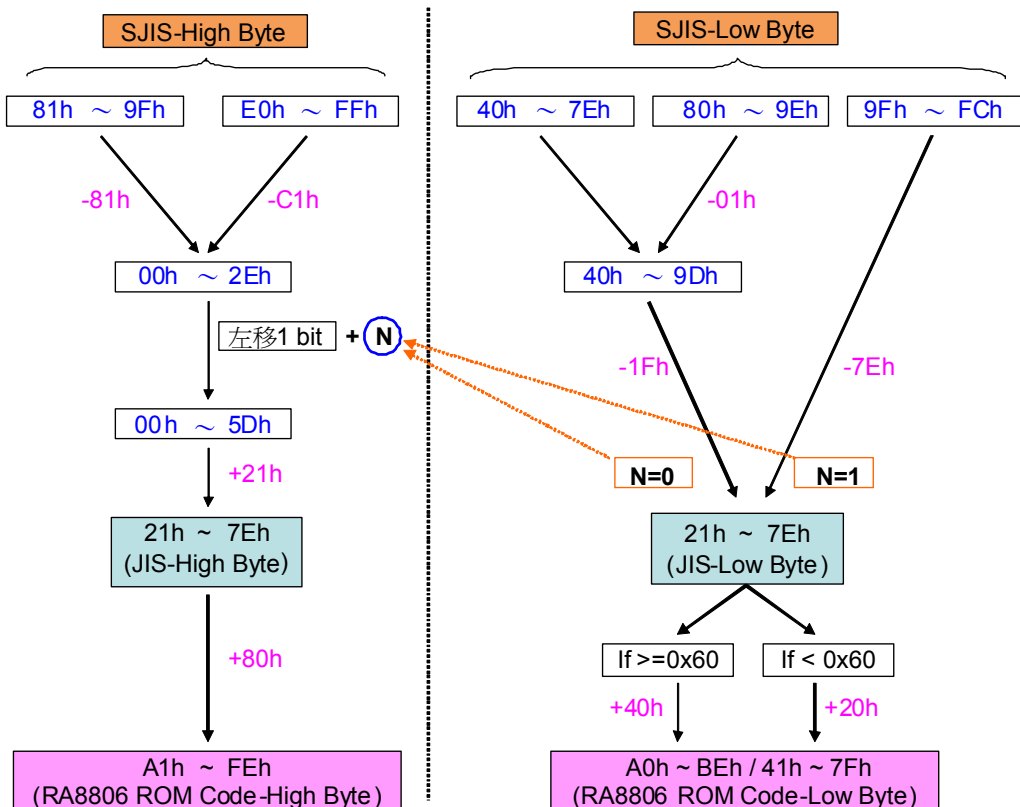 SJIS-High Byte
SJIS-Low Byte
81h ～ 9Fh
E0h ～ FFh
40h ～ 7Eh
80h ～ 9Eh
9Fh ～ FCh
-81h
-C1h
-01h
00h ～ 2Eh
40h ～ 9Dh
左移1 bit
+
N
-1Fh
-7Eh
00h ～ 5Dh
+21h
N=0
N=1
21h ~ 7Eh
(JIS-High Byte)
21h ~ 7Eh
(JIS-Low Byte)
+80h
If >=0x60
If < 0x60
+40h
+20h
A1h ~ FEh
(RA8806 ROM Code-High Byte)
A0h ~ BEh / 41h ~ 7Fh
(RA8806 ROM Code-Low Byte)